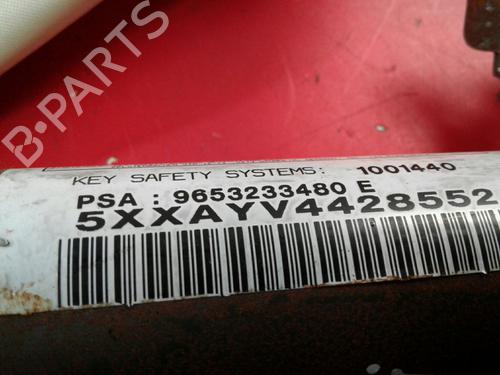 B-PARTS
KEY SAFETY SYSTEMS: 1001440
PSA : 9653233480 E
5XXAYV4428552